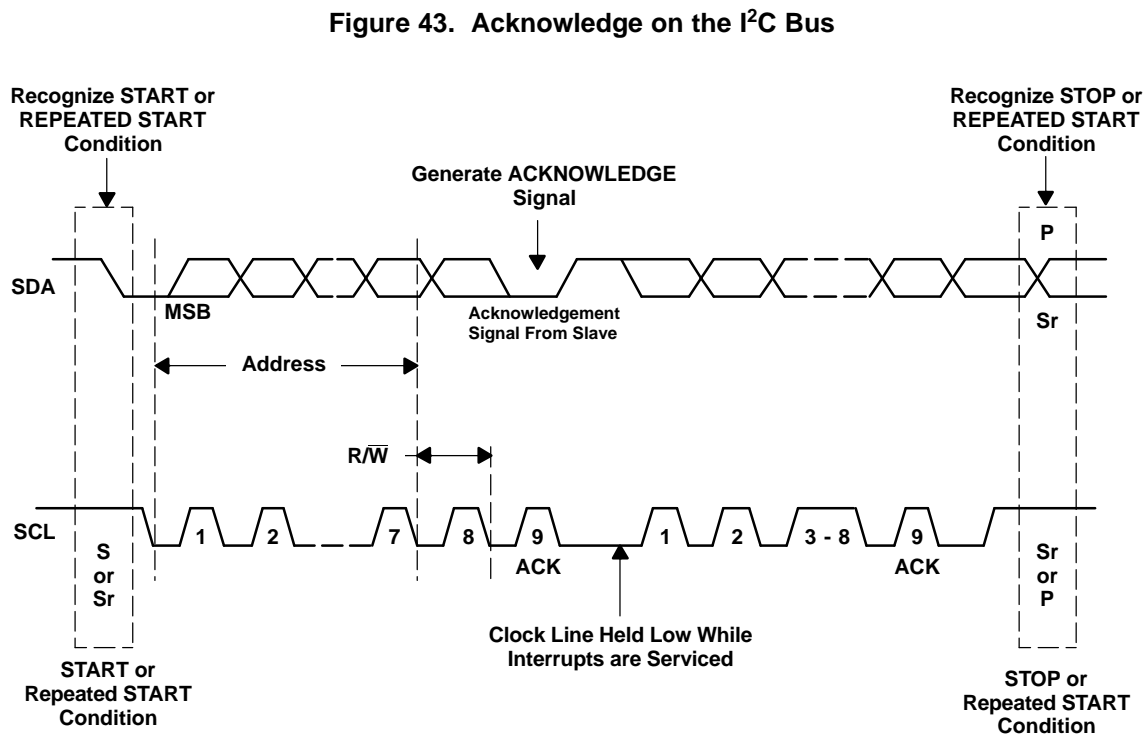 Figure 43. Acknowledge on the I²C Bus
Recognize START or
REPEATED START
Condition
Recognize STOP or
REPEATED START
Condition
Generate ACKNOWLEDGE
Signal
P
SDA
MSB
Acknowledgement
Signal From Slave
Sr
Address
R/W̅
SCL
1
2
7
8
9
1
2
3 - 8
9
ACK
ACK
S
or
Sr
Sr
or
P
Clock Line Held Low While
Interrupts are Serviced
START or
Repeated START
Condition
STOP or
Repeated START
Condition